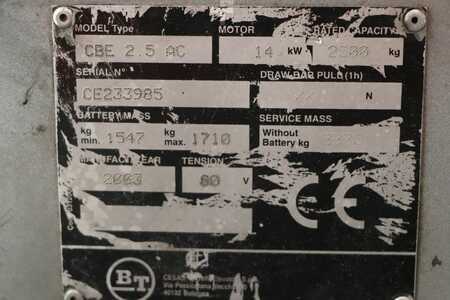 MODEL Type MOTOR RATED CAPACITY
CBE 2.5 AC 14 kW 2500 kg
SERIAL N° DRAW BAR PULL (1h)
CE233985 N
BATTERY MASS SERVICE MASS
kg min. 1547 kg max. 1710 Without Battery kg
YEAR TENSION
2003 80 V
CE
BT
40132 Bologna